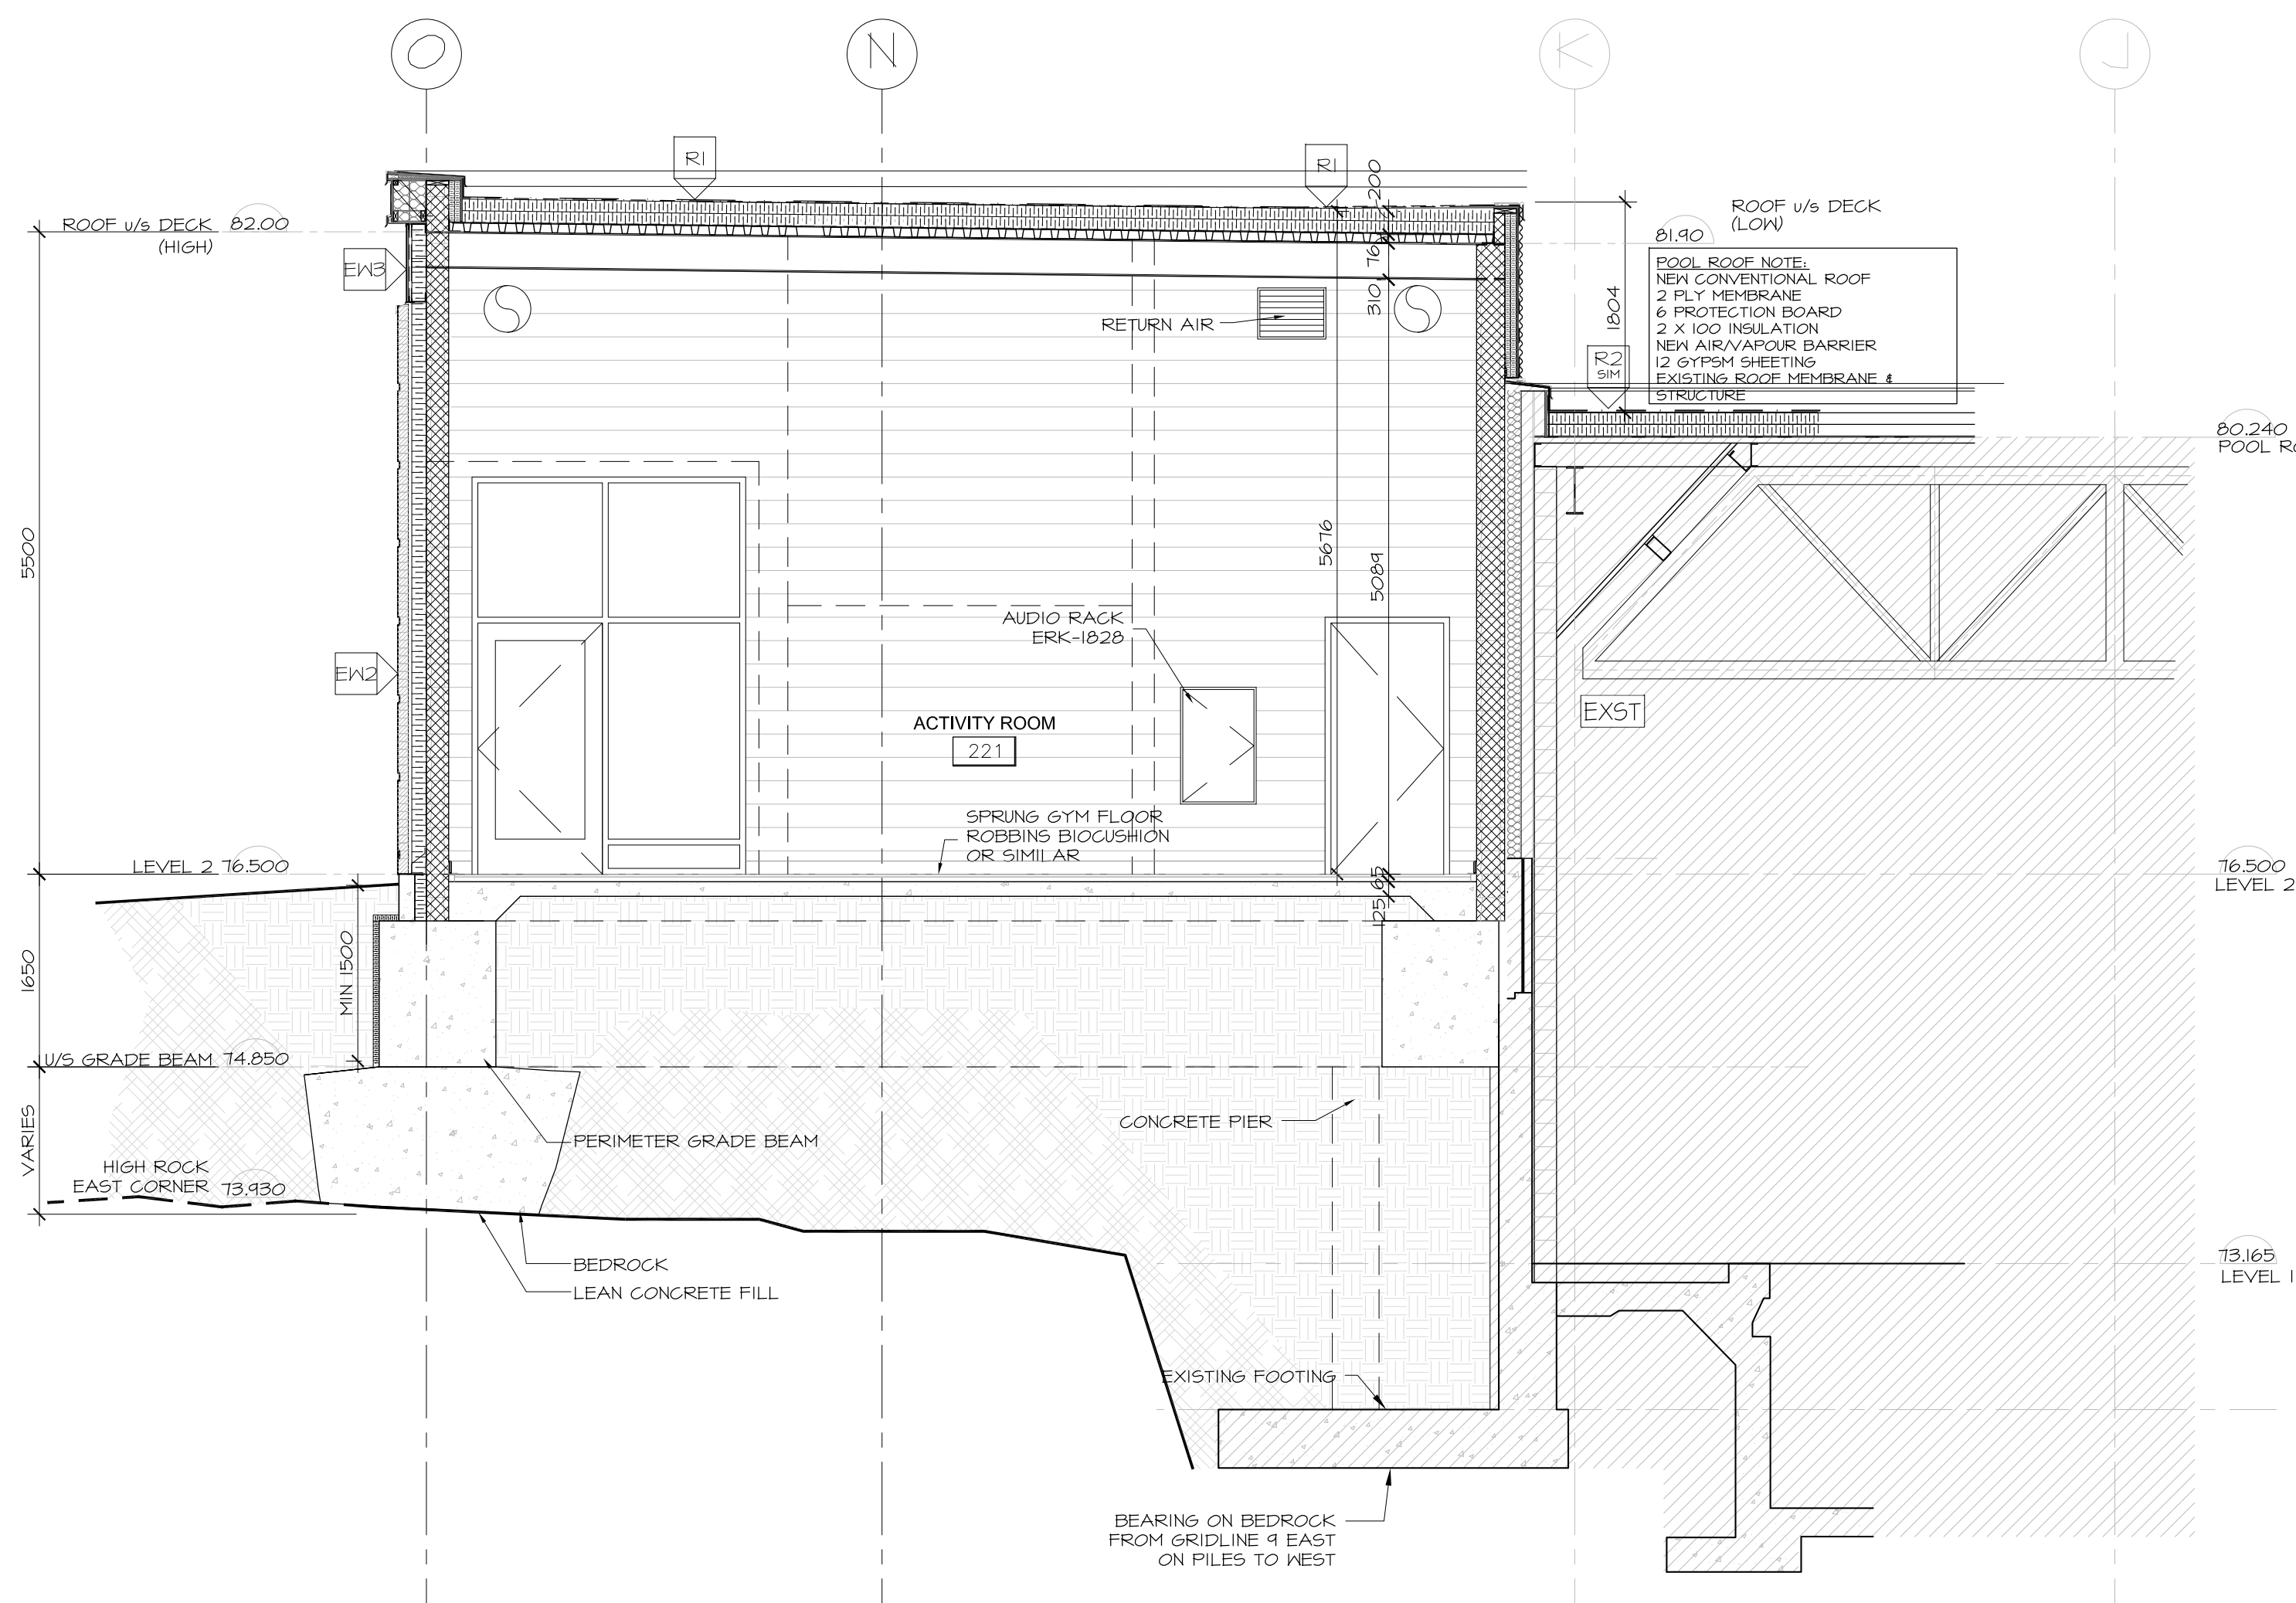 O
N
K
J
R1
R1
200
ROOF u/s DECK 82.00
(HIGH)
ROOF u/s DECK
(LOW)
81.90
EW3
76
310
RETURN AIR
1804
POOL ROOF NOTE:
NEW CONVENTIONAL ROOF
2 PLY MEMBRANE
6 PROTECTION BOARD
2 X 100 INSULATION
NEW AIR/VAPOUR BARRIER
12 GYPSM SHEETING
EXISTING ROOF MEMBRANE &
STRUCTURE
R2
SIM
80.240
POOL RO
5500
5676
5089
AUDIO RACK
ERK-1828
EW2
EXST
ACTIVITY ROOM
221
SPRUNG GYM FLOOR
ROBBINS BIOCUSHION
OR SIMILAR
LEVEL 2 76.500
76.500
LEVEL 2
65
125
1650
MIN 1500
U/S GRADE BEAM 74.850
VARIES
CONCRETE PIER
PERIMETER GRADE BEAM
HIGH ROCK
EAST CORNER 73.930
BEDROCK
LEAN CONCRETE FILL
73.165
LEVEL 1
EXISTING FOOTING
BEARING ON BEDROCK
FROM GRIDLINE 9 EAST
ON PILES TO WEST